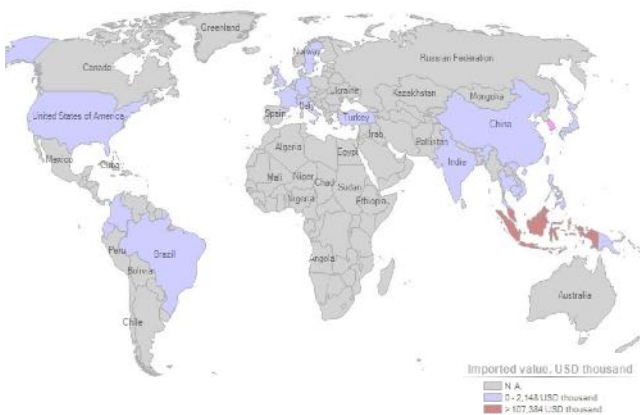 Greenland
Norway
Russian Federation
Canada
Ukraine
Kazakhstan
Mongolia
United States of America
Spain
Italy
Turkey
China
Iraq
Pakistan
Mexico
Cuba
Algeria
Egypt
India
Mali
Niger
Chad
Sudan
Nigeria
Ethiopia
Peru
Brazil
Bolivia
Angola
Chile
Australia
Imported value, USD thousand
N.A.
0 - 2,148 USD thousand
> 107,384 USD thousand